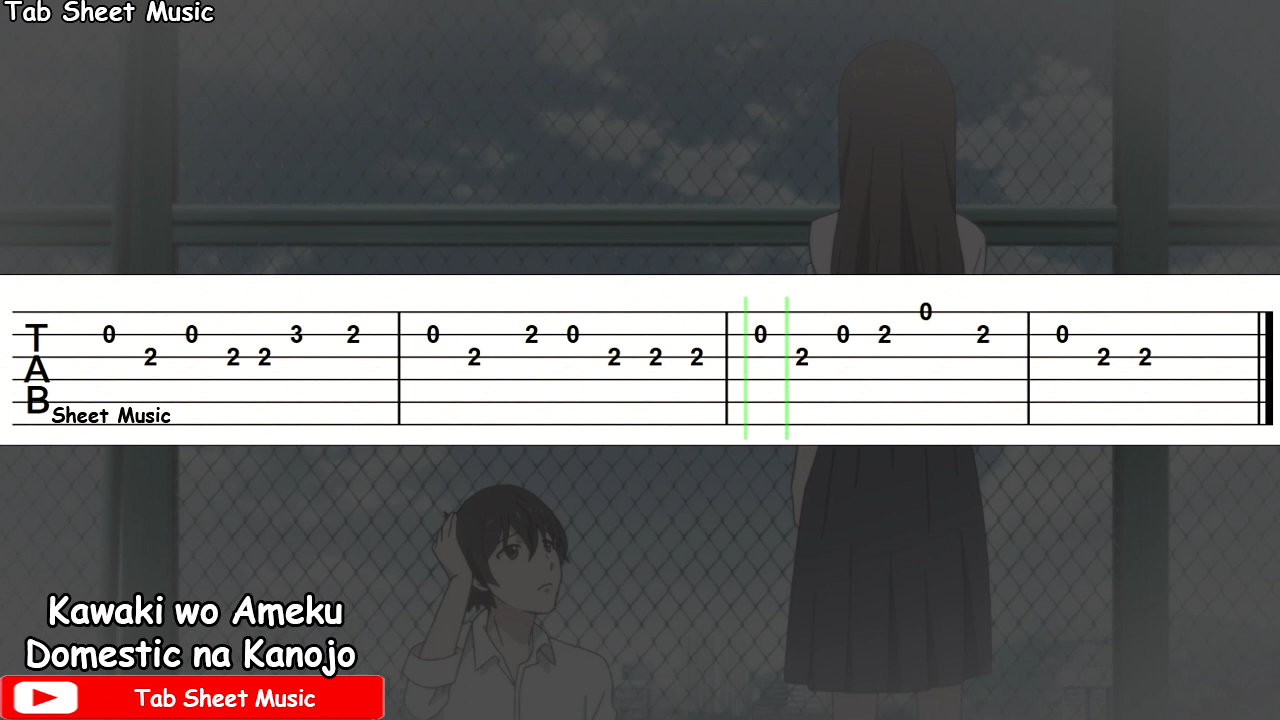 Tab Sheet Music
0
T 0 0 3 2 0 2 0 0 0 2 2 0
A 2 2 2 2 2 2 2 2 2 2
B
Sheet Music
Kawaki wo Ameku
Domestic na Kanojo
Tab Sheet Music